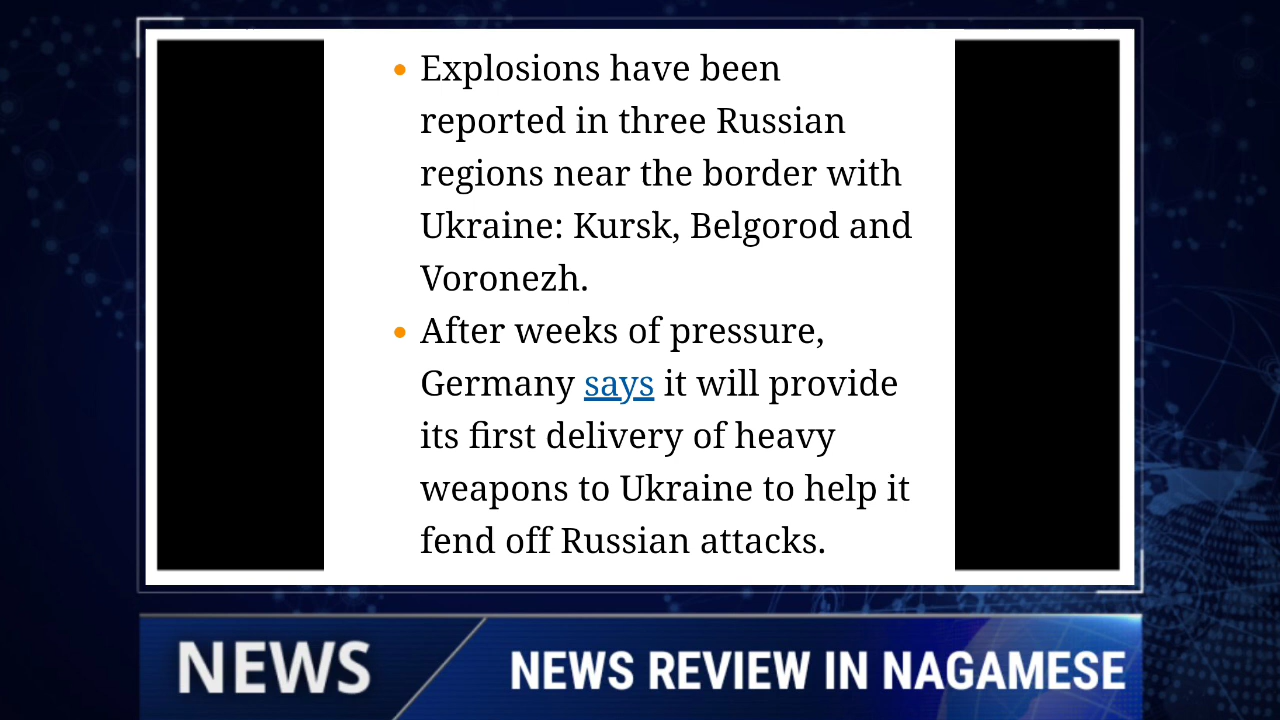 Explosions have been
reported in three Russian
regions near the border with
Ukraine: Kursk, Belgorod and
Voronezh.
After weeks of pressure,
Germany says it will provide
its first delivery of heavy
weapons to Ukraine to help it
fend off Russian attacks.
NEWS
NEWS REVIEW IN NAGAMESE